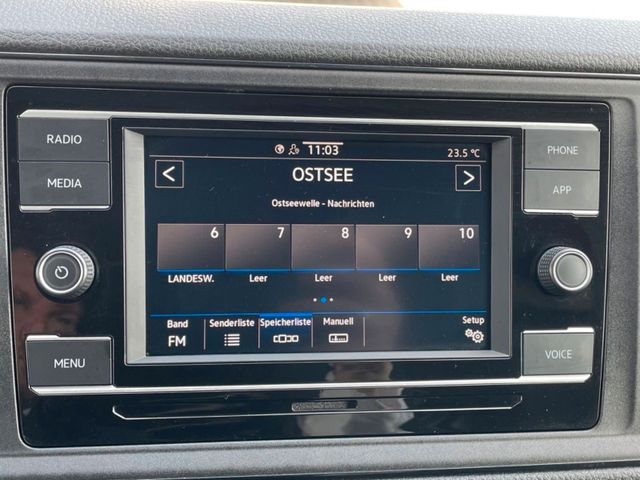 RADIO
MEDIA
MENU
11:03
23.5 °C
<
OSTSEE
>
Ostseewelle - Nachrichten
6 7 8 9 10
LANDESW. Leer Leer Leer Leer
Band Senderliste Speicherliste Manuell Setup
FM
PHONE
APP
VOICE